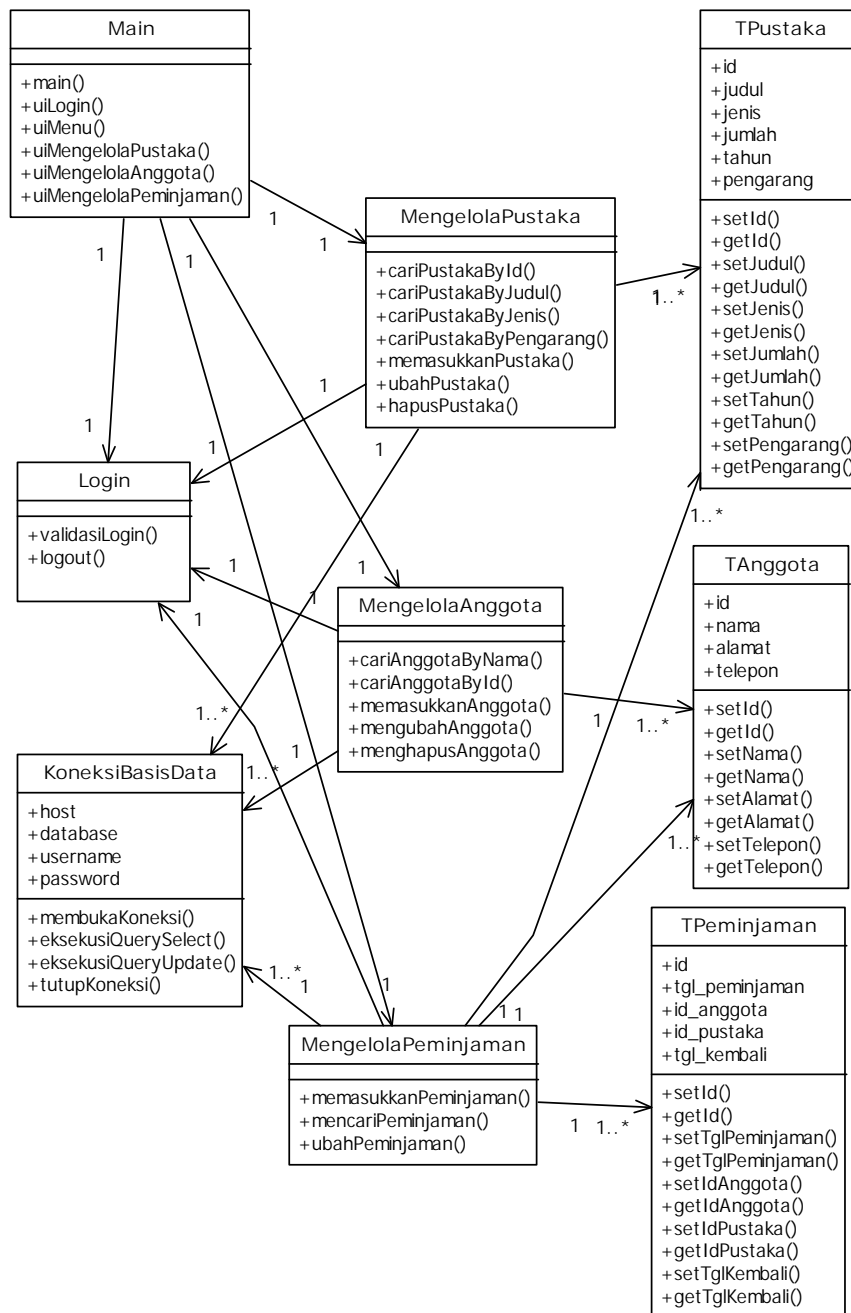 Main
+main()
+uiLogin()
+uiMenu()
+uiMengelolaPustaka()
+uiMengelolaAnggota()
+uiMengelolaPeminjaman()
1
1
1
1
1
1
MengelolaPustaka
+cariPustakaById()
+cariPustakaByJudul()
+cariPustakaByJenis()
+cariPustakaByPengarang()
+memasukkanPustaka()
+ubahPustaka()
+hapusPustaka()
1..*
1
1
TPustaka
+id
+judul
+jenis
+jumlah
+tahun
+pengarang
+setId()
+getId()
+setJudul()
+getJudul()
+setJenis()
+getJenis()
+setJumlah()
+getJumlah()
+setTahun()
+getTahun()
+setPengarang()
+getPengarang()
1..*
Login
+validasiLogin()
+logout()
1
1
1
1
MengelolaAnggota
+cariAnggotaByNama()
+cariAnggotaById()
+memasukkanAnggota()
+mengubahAnggota()
+menghapusAnggota()
1..*
1..*
1
1
1..*
TAnggota
+id
+nama
+alamat
+telepon
+setId()
+getId()
+setNama()
+getNama()
+setAlamat()
+getAlamat()
+setTelepon()
+getTelepon()
1..*
KoneksiBasisData
+host
+database
+username
+password
+membukaKoneksi()
+eksekusiQuerySelect()
+eksekusiQueryUpdate()
+tutupKoneksi()
1..*
1
1
1
1
MengelolaPeminjaman
+memasukkanPeminjaman()
+mencariPeminjaman()
+ubahPeminjaman()
1
1..*
TPeminjaman
+id
+tgl_peminjaman
+id_anggota
+id_pustaka
+tgl_kembali
+setId()
+getId()
+setTglPeminjaman()
+getTglPeminjaman()
+setIdAnggota()
+getIdAnggota()
+setIdPustaka()
+getIdPustaka()
+setTglKembali()
+getTglKembali()